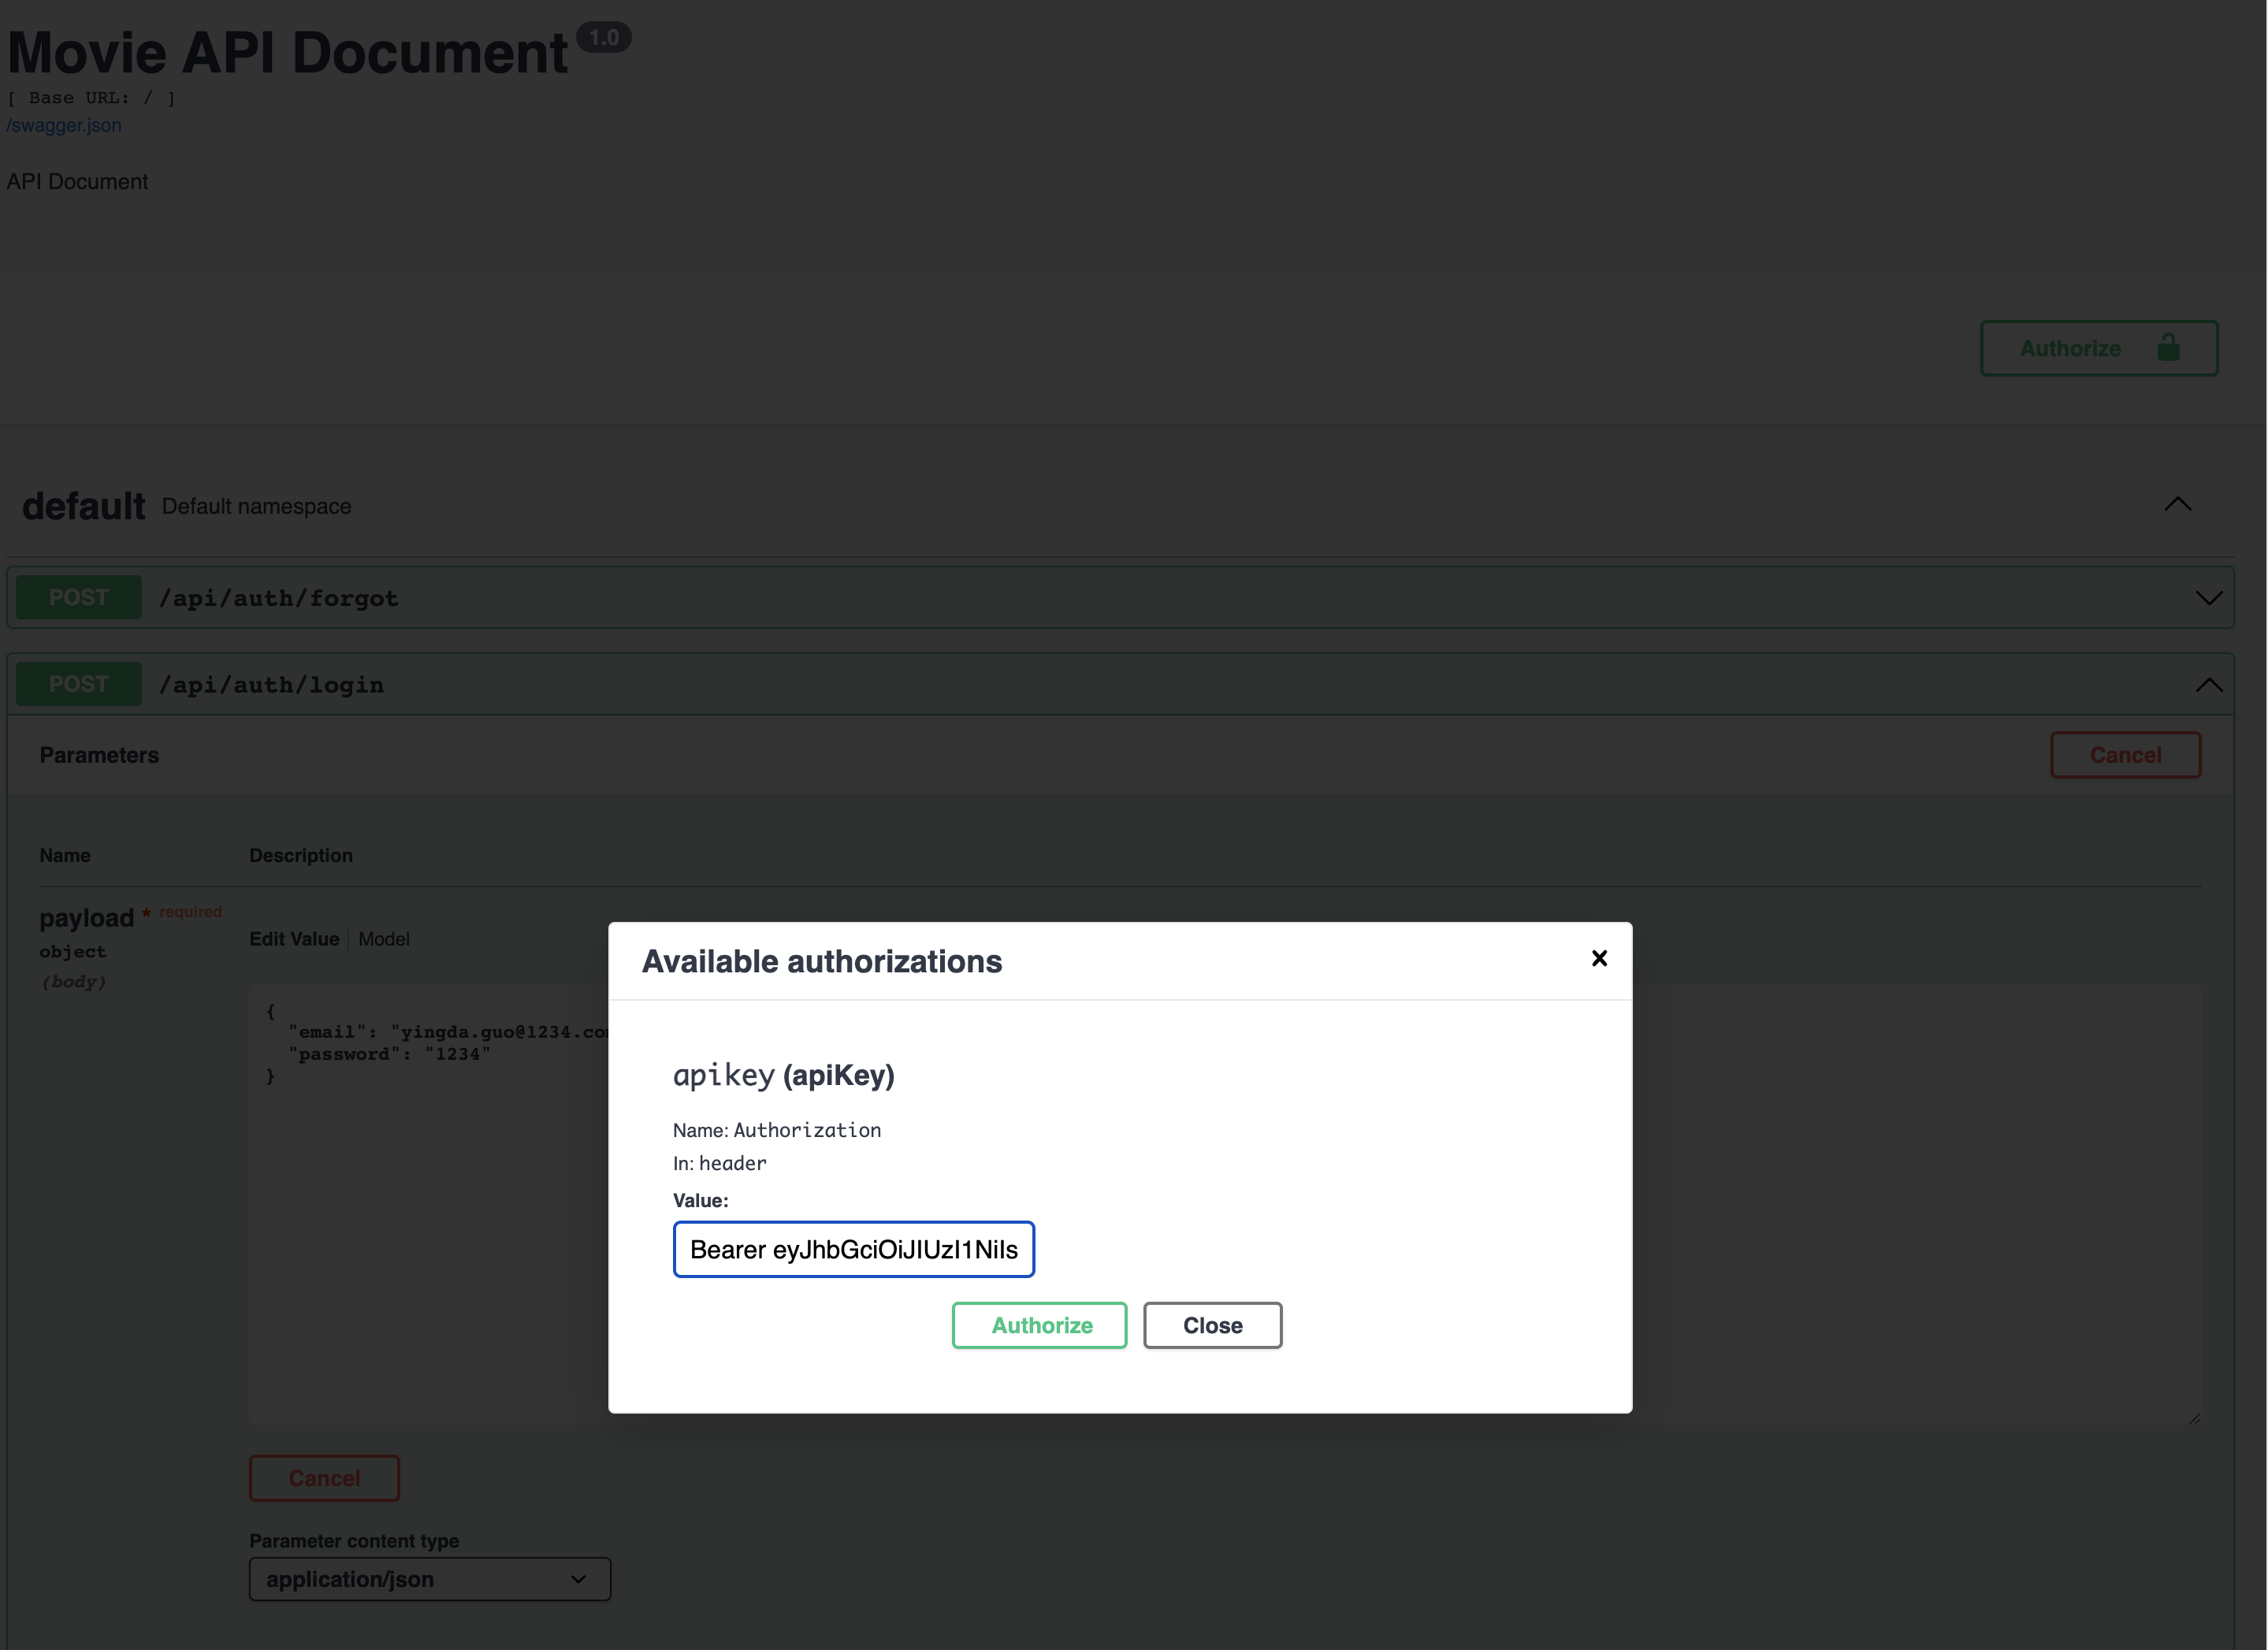 Movie API Document 1.0
[ Base URL: / ]
/swagger.json
API Document
Authorize
default Default namespace
POST /api/auth/forgot
POST /api/auth/login
Parameters
Cancel
Name Description
payload * required
object
(body)
Edit Value Model
{
"email": "yingda.guo@1234.co
"password": "1234"
}
Available authorizations
apikey (apiKey)
Name: Authorization
In: header
Value:
Bearer eyJhbGciOiJIUzI1NiIs
Authorize Close
Cancel
Parameter content type
application/json